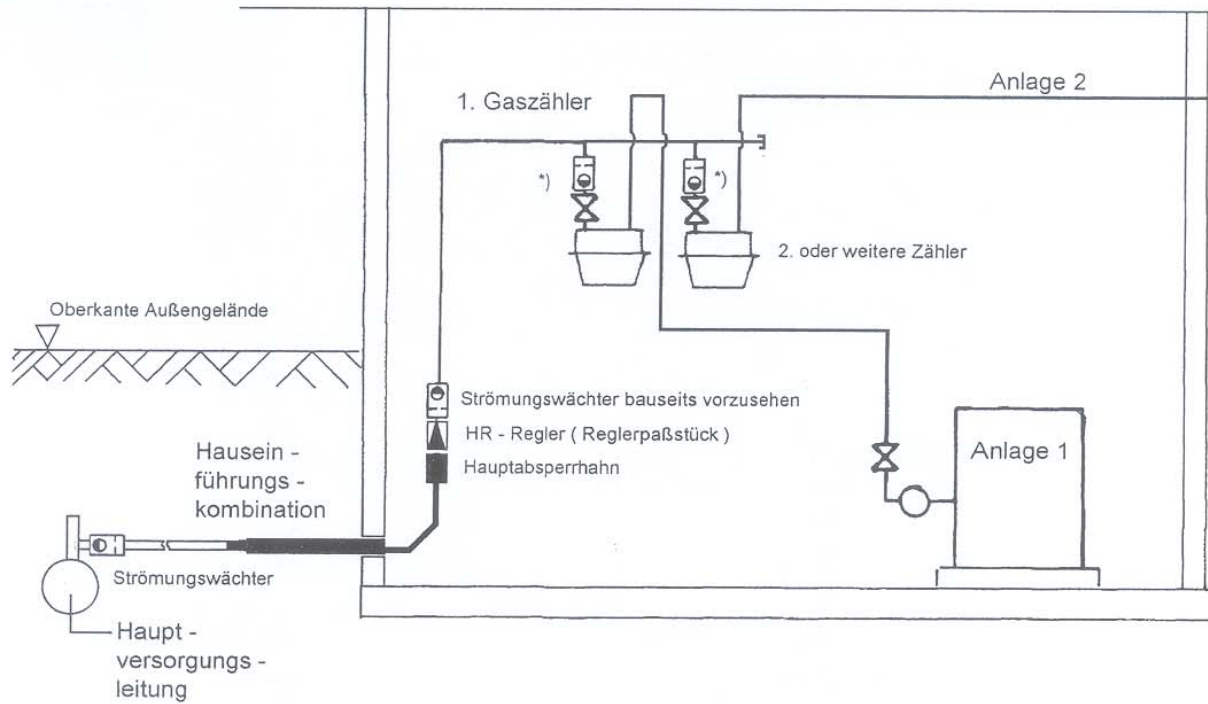 Anlage 2
1. Gaszähler
*)
*)
2. oder weitere Zähler
Oberkante Außengelände
Strömungswächter bauseits vorzusehen
HR - Regler ( Reglerpaßstück )
Hauptabsperrhahn
Anlage 1
Hausein -
führungs -
kombination
Strömungswächter
Haupt -
versorgungs -
leitung